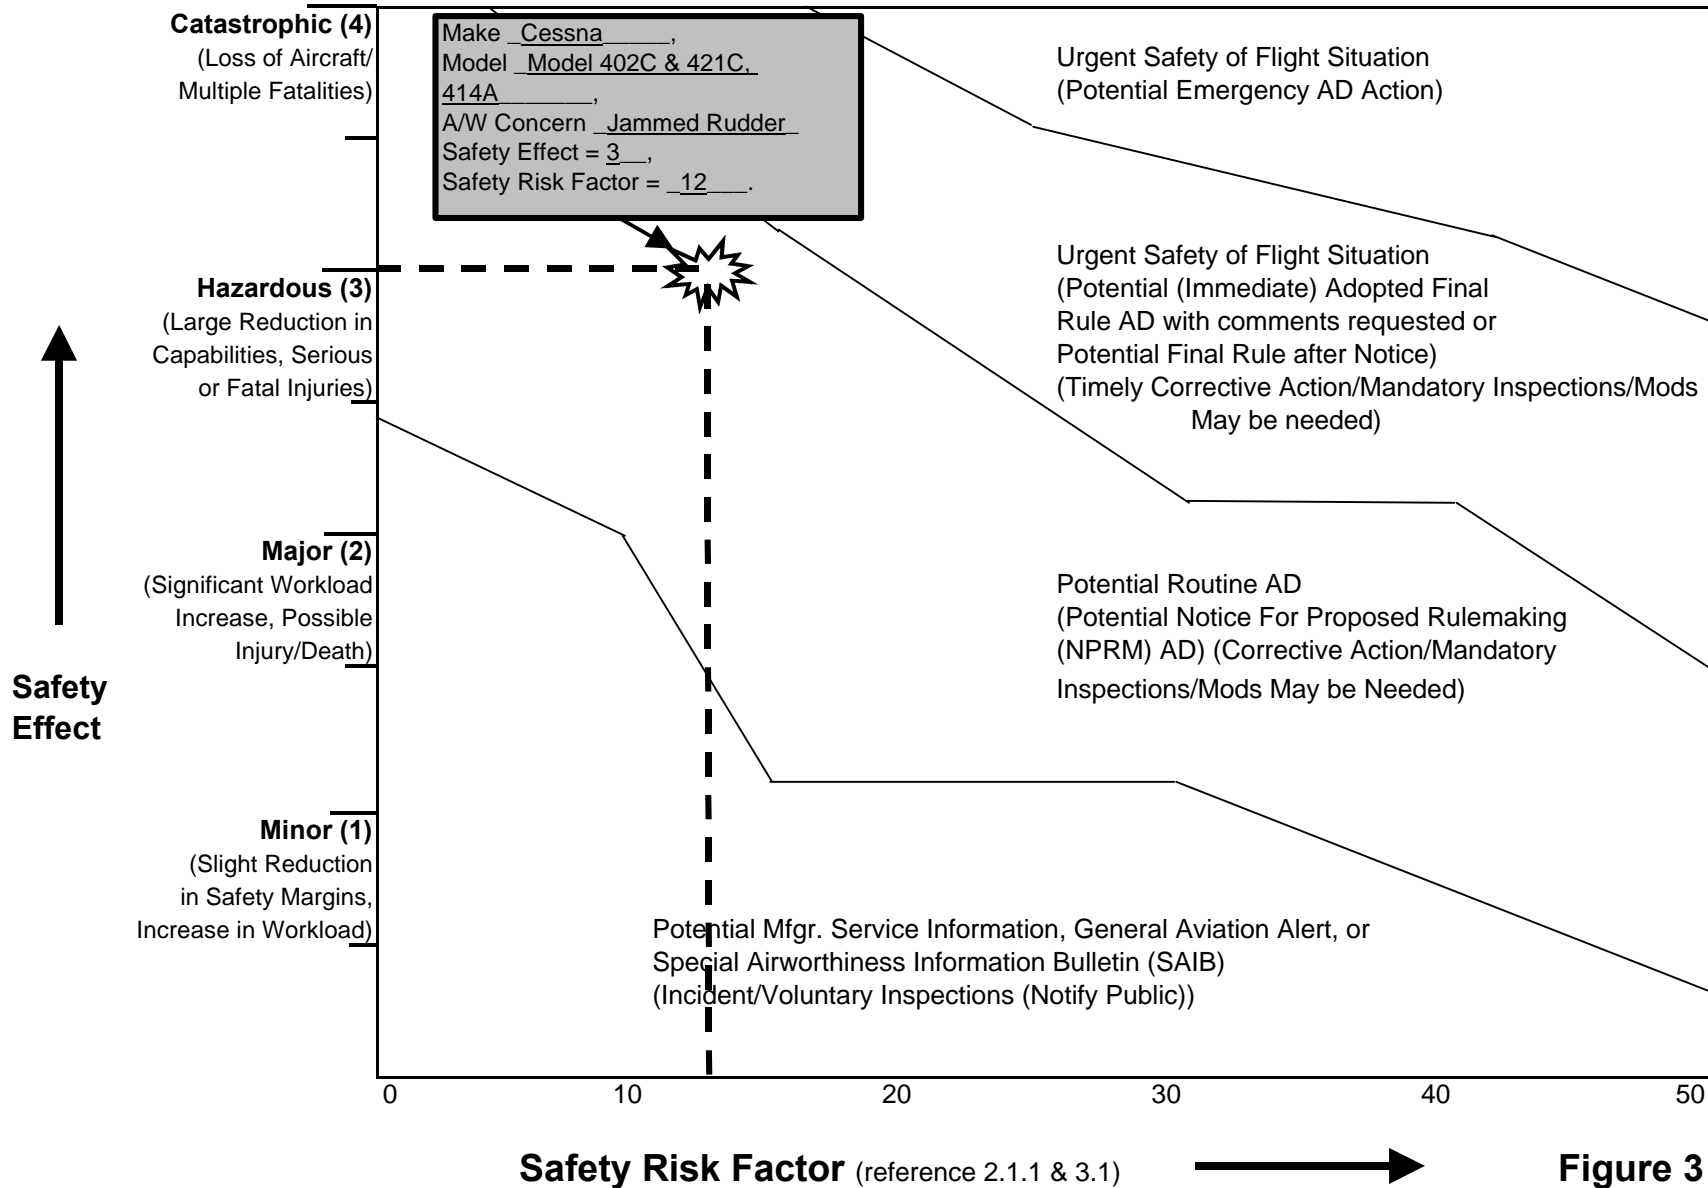 Catastrophic (4)
(Loss of Aircraft/
Multiple Fatalities)
Make _Cessna_____,
Model _Model 402C & 421C,
414A_______,
A/W Concern _Jammed Rudder_
Safety Effect = 3__,
Safety Risk Factor = _12___.
Urgent Safety of Flight Situation
(Potential Emergency AD Action)
Hazardous (3)
(Large Reduction in
Capabilities, Serious
or Fatal Injuries)
Urgent Safety of Flight Situation
(Potential (Immediate) Adopted Final
Rule AD with comments requested or
Potential Final Rule after Notice)
(Timely Corrective Action/Mandatory Inspections/Mods
May be needed)
Major (2)
(Significant Workload
Increase, Possible
Injury/Death)
Potential Routine AD
(Potential Notice For Proposed Rulemaking
(NPRM) AD) (Corrective Action/Mandatory
Inspections/Mods May be Needed)
Safety
Effect
Minor (1)
(Slight Reduction
in Safety Margins,
Increase in Workload)
Potential Mfgr. Service Information, General Aviation Alert, or
Special Airworthiness Information Bulletin (SAIB)
(Incident/Voluntary Inspections (Notify Public))
0 10 20 30 40 50
Safety Risk Factor (reference 2.1.1 & 3.1)
Figure 3